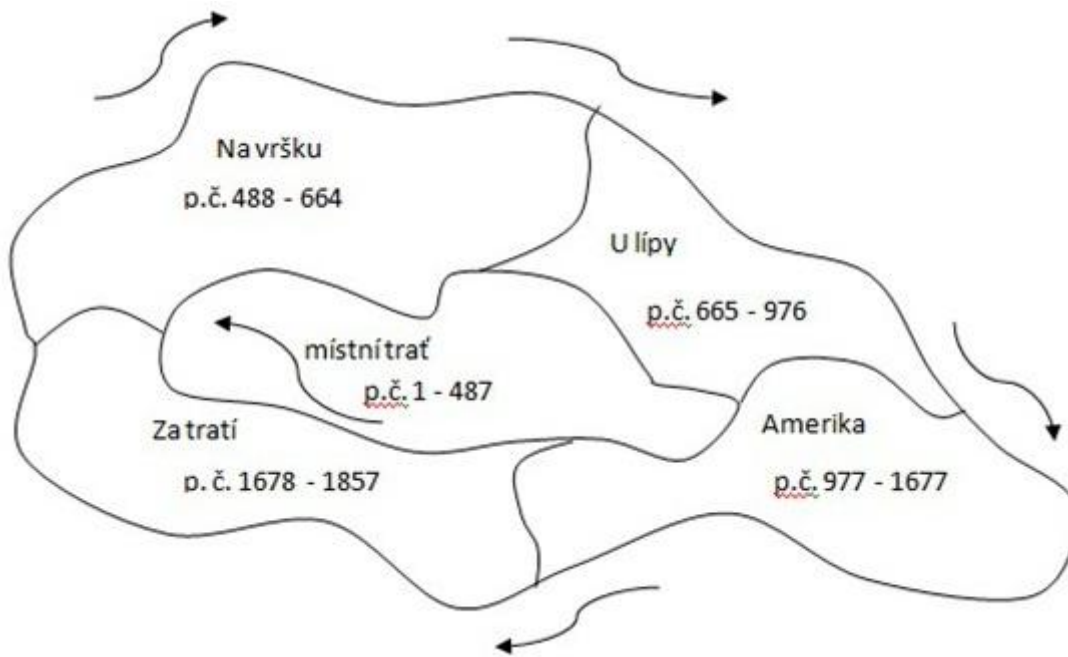 Na vršku
p.č. 488 - 664
U lípy
p.č. 665 - 976
místní trať
p.č. 1 - 487
Za tratí
p. č. 1678 - 1857
Amerika
p.č. 977 - 1677